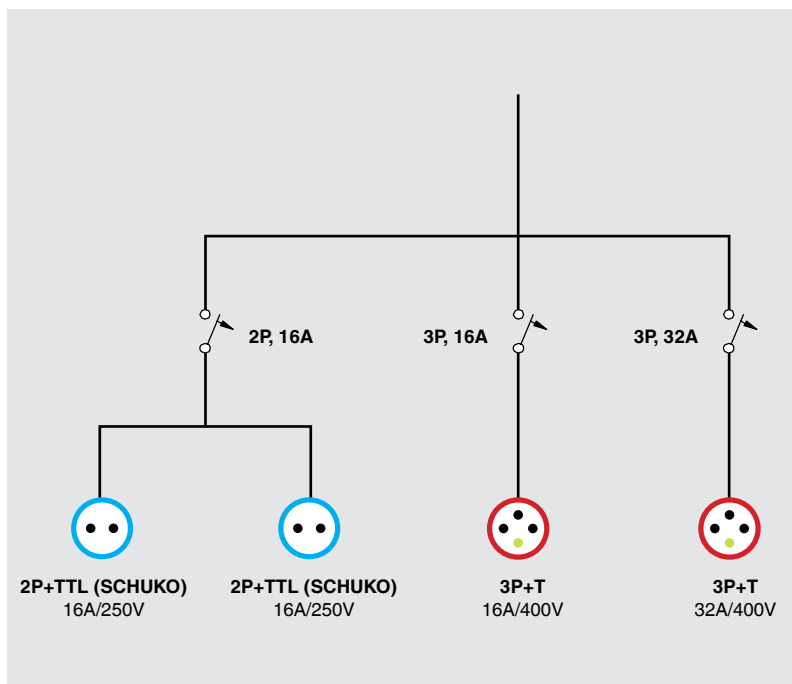 2P, 16A
3P, 16A
3P, 32A
2P+TTL (SCHUKO)
16A/250V
2P+TTL (SCHUKO)
16A/250V
3P+T
16A/400V
3P+T
32A/400V